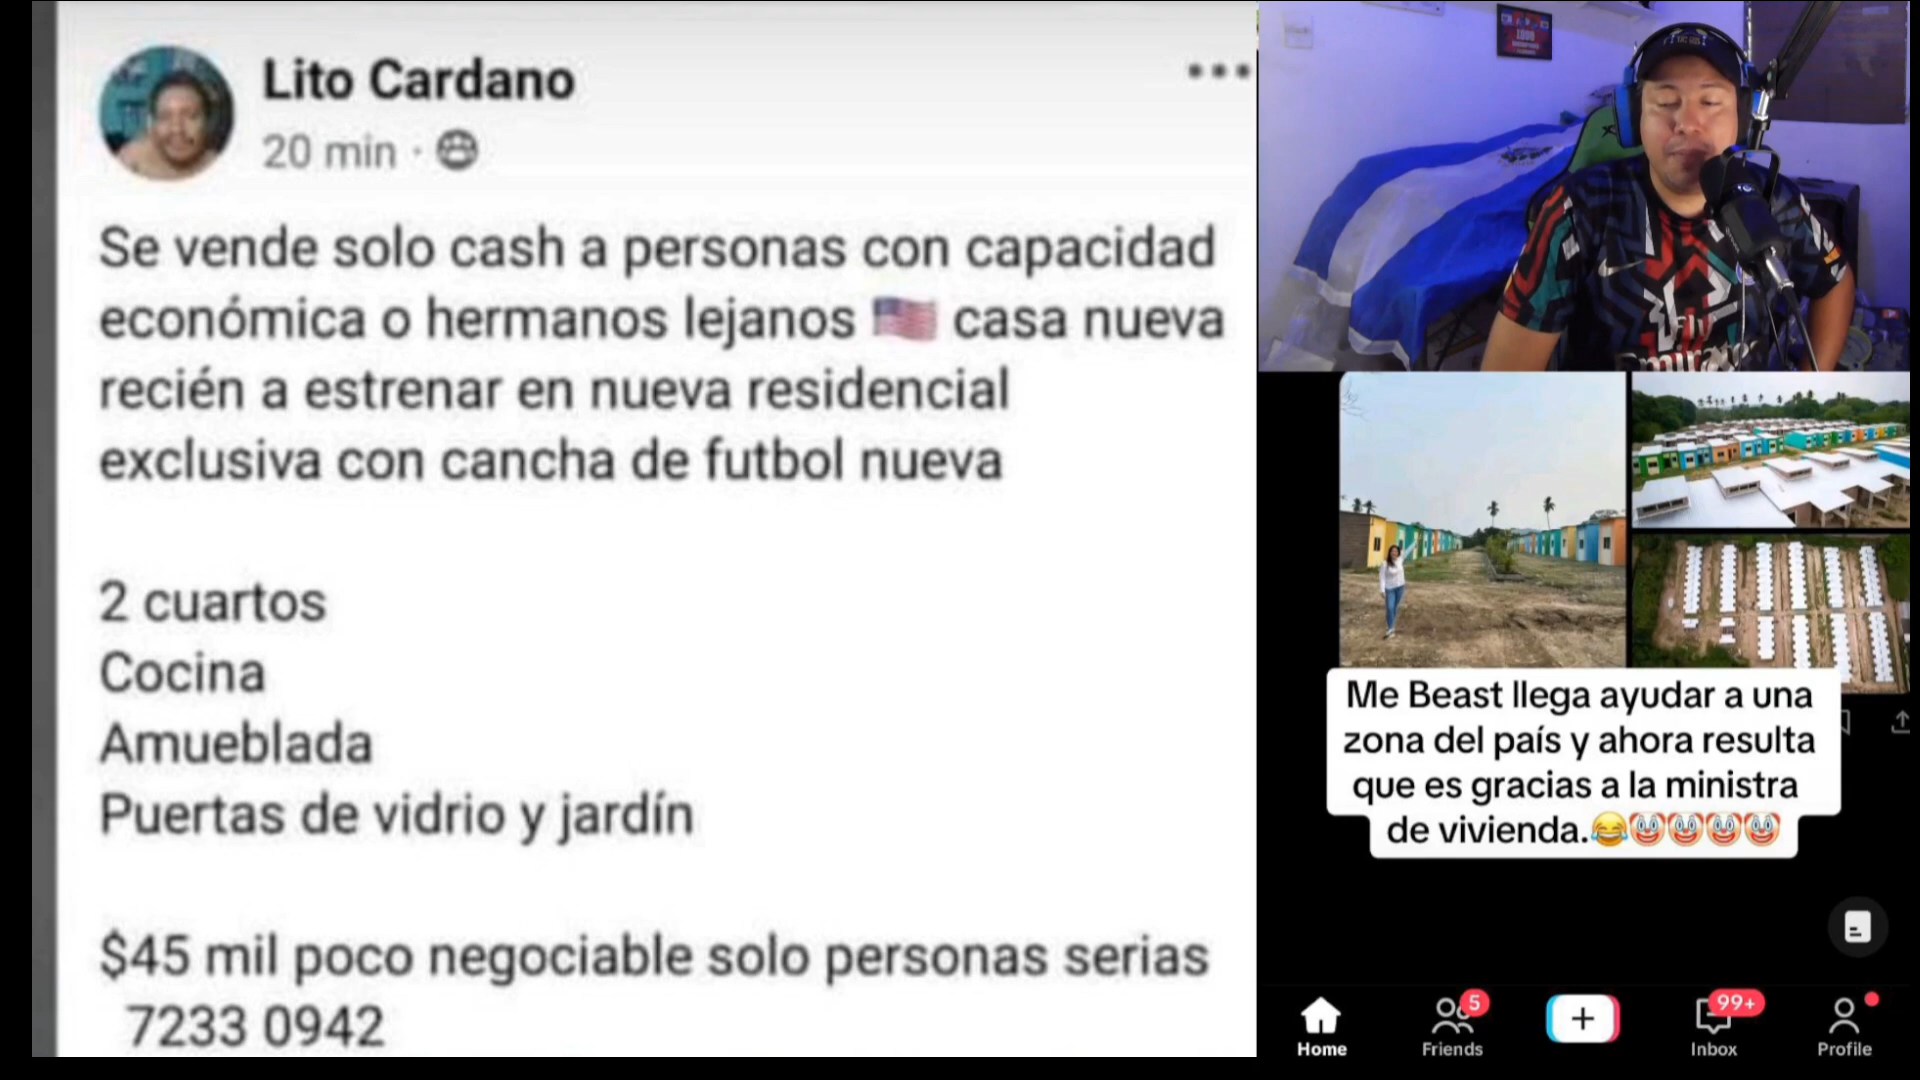 Lito Cardano
20 min
Se vende solo cash a personas con capacidad
económica o hermanos lejanos 🇺🇸 casa nueva
recién a estrenar en nueva residencial
exclusiva con cancha de futbol nueva
2 cuartos
Cocina
Amueblada
Puertas de vidrio y jardín
$45 mil poco negociable solo personas serias
7233 0942
1000
Me Beast llega ayudar a una
zona del país y ahora resulta
que es gracias a la ministra
de vivienda.😂🤡🤡🤡🤡
5
99+
Home
Friends
Inbox
Profile